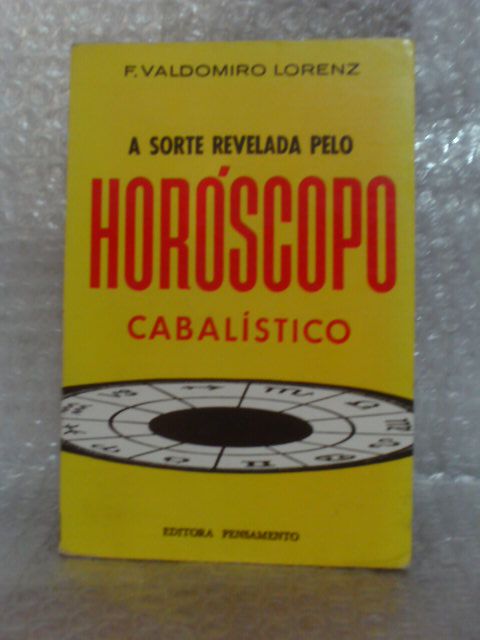 F. VALDOMIRO LORENZ
A SORTE REVELADA PELO
HORÓSCOPO
CABALÍSTICO
EDITORA PENSAMENTO